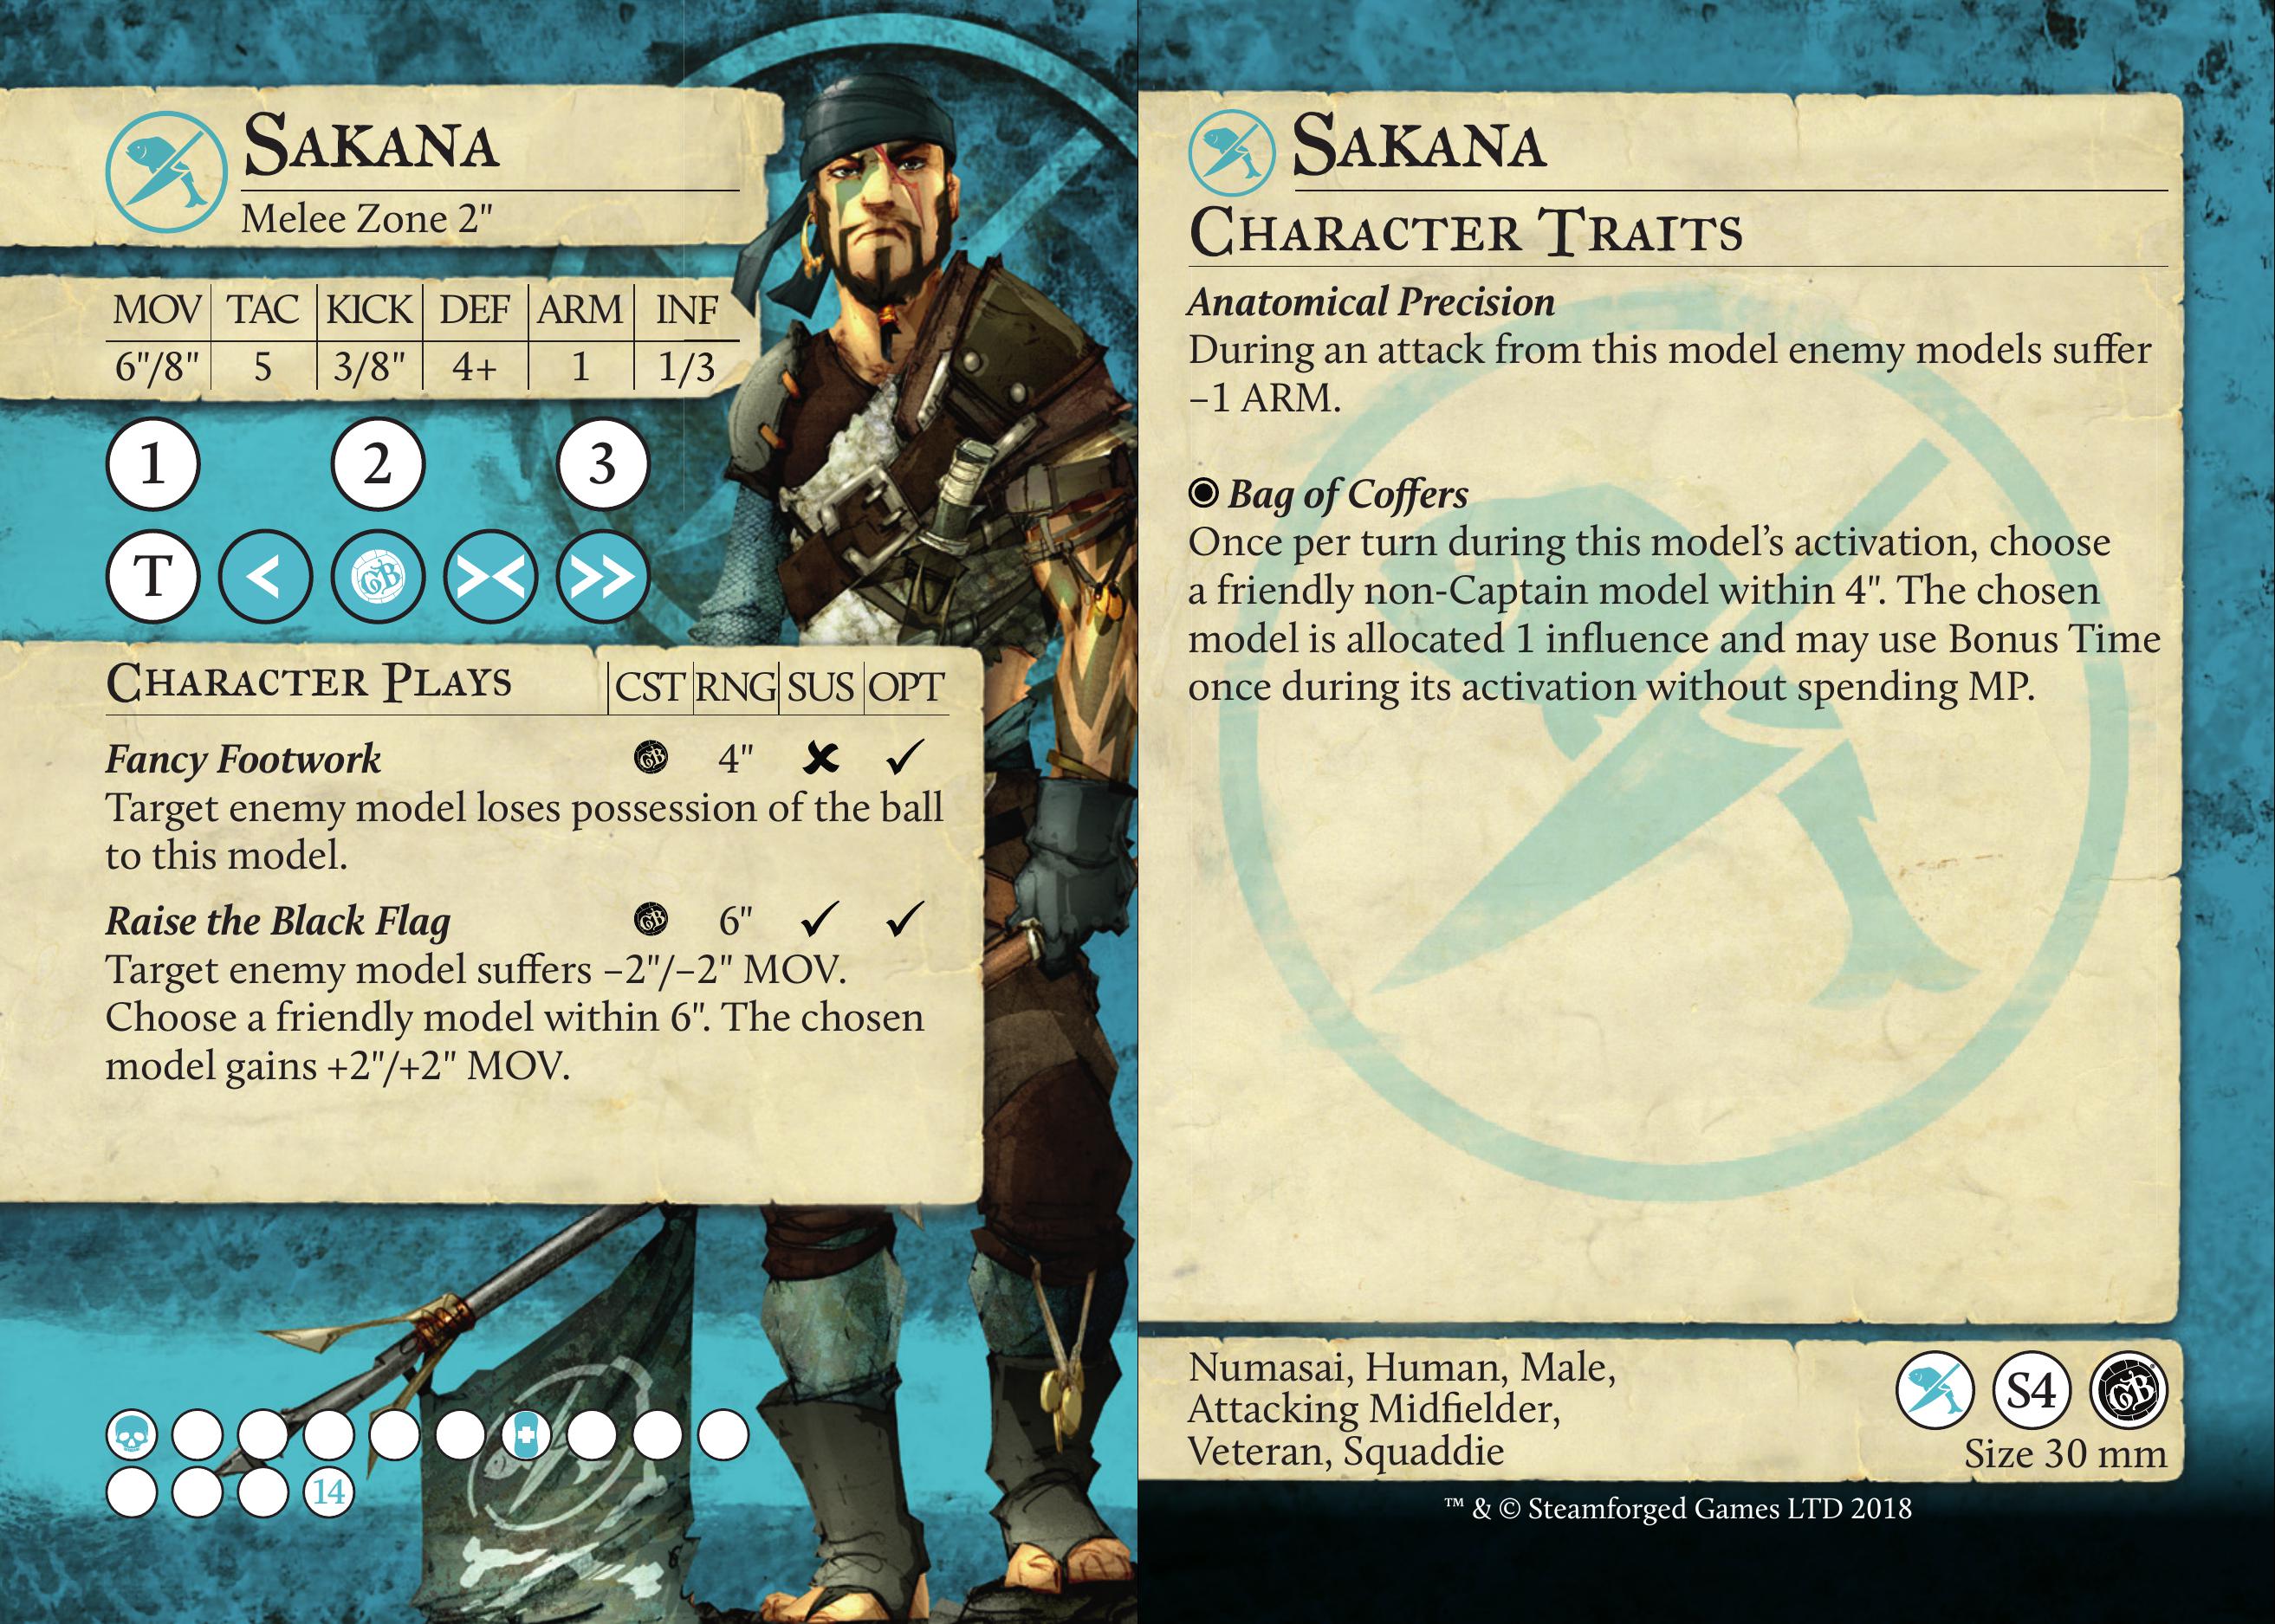 Sakana
Melee Zone 2"
MOV TAC KICK DEF ARM INF
6"/8" 5 3/8" 4+ 1 1/3
1 2 3
T < GB >< >>
Character Plays CST RNG SUS OPT
Fancy Footwork GB 4" ✘ ✓
Target enemy model loses possession of the ball
to this model.
Raise the Black Flag GB 6" ✓ ✓
Target enemy model suffers –2"/–2" MOV.
Choose a friendly model within 6". The chosen
model gains +2"/+2" MOV.
14
Sakana
Character Traits
Anatomical Precision
During an attack from this model enemy models suffer
–1 ARM.
Bag of Coffers
Once per turn during this model's activation, choose
a friendly non-Captain model within 4". The chosen
model is allocated 1 influence and may use Bonus Time
once during its activation without spending MP.
Numasai, Human, Male,
Attacking Midfielder,
Veteran, Squaddie
S4 GB
Size 30 mm
™ & © Steamforged Games LTD 2018